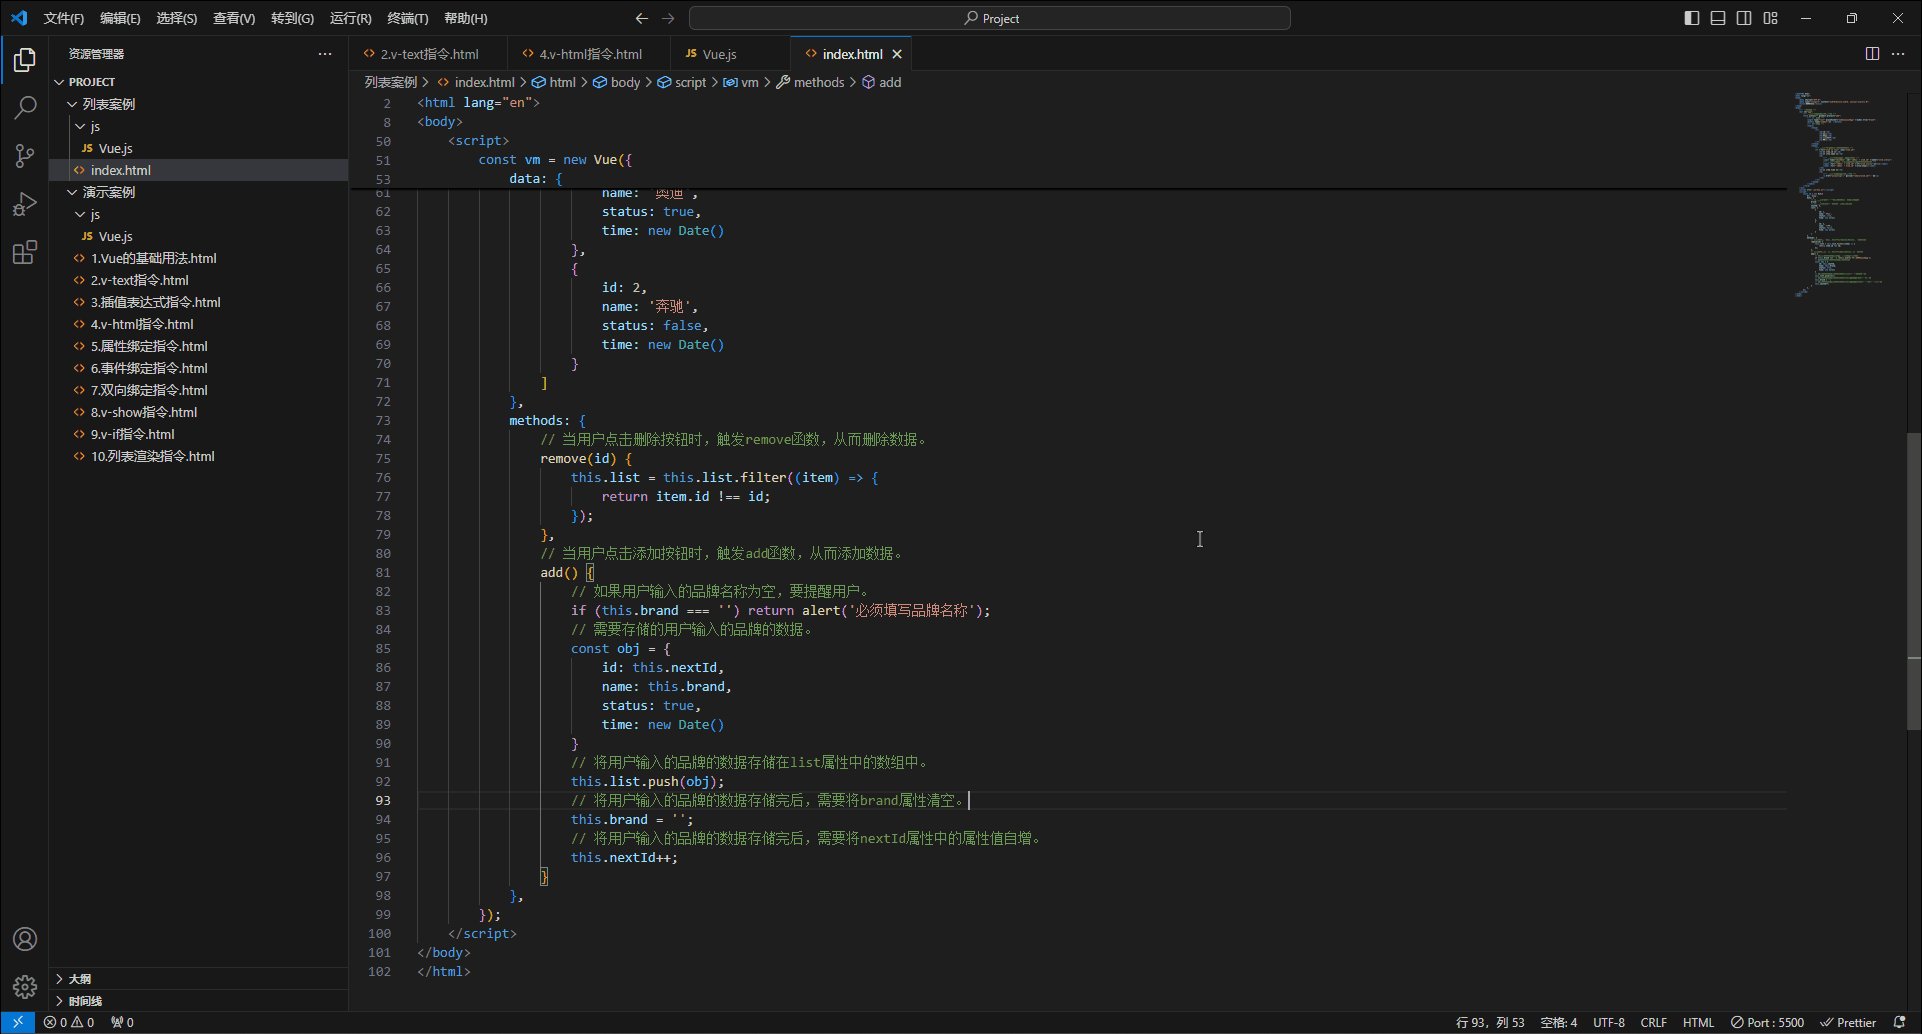 文件(F) 编辑(E) 选择(S) 查看(V) 转到(G) 运行(R) 终端(T) 帮助(H) Project
资源管理器
PROJECT
列表案例
js
JS Vue.js
index.html
演示案例
js
JS Vue.js
1.Vue的基础用法.html
2.v-text指令.html
3.插值表达式指令.html
4.v-html指令.html
5.属性绑定指令.html
6.事件绑定指令.html
7.双向绑定指令.html
8.v-show指令.html
9.v-if指令.html
10.列表渲染指令.html
大纲
时间线
2.v-text指令.html 4.v-html指令.html JS Vue.js index.html
列表案例 > index.html > html > body > script > vm > methods > add
2 <html lang="en">
8 <body>
50 <script>
51 const vm = new Vue({
53 data: {
61 name: '奥迪',
62 status: true,
63 time: new Date()
64 },
65 {
66 id: 2,
67 name: '奔驰',
68 status: false,
69 time: new Date()
70 }
71 ]
72 },
73 methods: {
74 // 当用户点击删除按钮时，触发remove函数，从而删除数据。
75 remove(id) {
76 this.list = this.list.filter((item) => {
77 return item.id !== id;
78 });
79 },
80 // 当用户点击添加按钮时，触发add函数，从而添加数据。
81 add() {
82 // 如果用户输入的品牌名称为空，要提醒用户。
83 if (this.brand === '') return alert('必须填写品牌名称');
84 // 需要存储的用户输入的品牌的数据。
85 const obj = {
86 id: this.nextId,
87 name: this.brand,
88 status: true,
89 time: new Date()
90 }
91 // 将用户输入的品牌的数据存储在list属性中的数组中。
92 this.list.push(obj);
93 // 将用户输入的品牌的数据存储完后，需要将brand属性清空。
94 this.brand = '';
95 // 将用户输入的品牌的数据存储完后，需要将nextId属性中的属性值自增。
96 this.nextId++;
97 }
98 },
99 });
100 </script>
101 </body>
102 </html>
0 0 0 行 93，列 53 空格: 4 UTF-8 CRLF HTML Port : 5500 Prettier